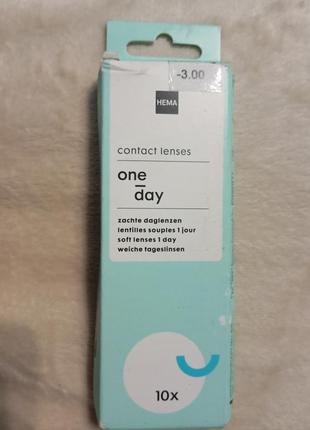 -3.00
HEMA
contact lenses
one
day
zachte daglenzen
lentilles souples 1 jour
soft lenses 1 day
weiche tageslinsen
10x